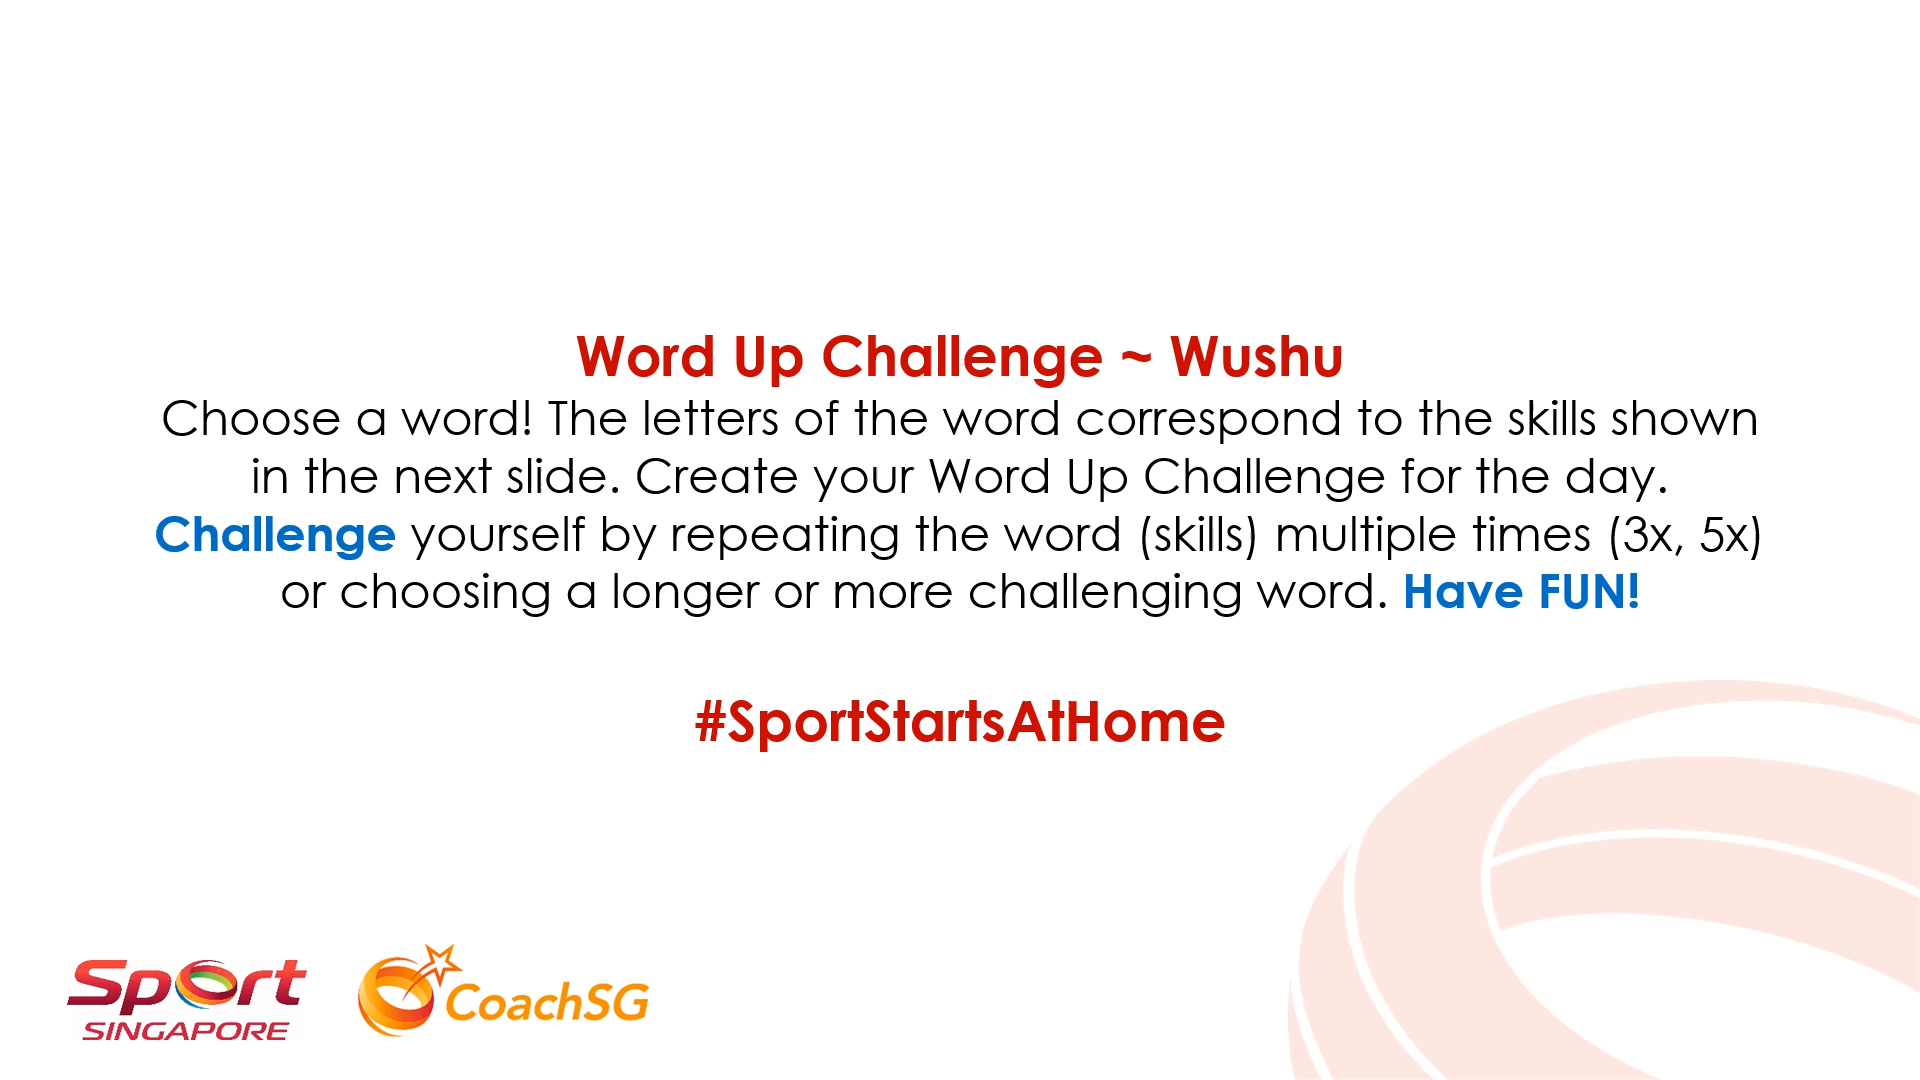 Word Up Challenge ~ Wushu
Choose a word! The letters of the word correspond to the skills shown
in the next slide. Create your Word Up Challenge for the day.
Challenge yourself by repeating the word (skills) multiple times (3x, 5x)
or choosing a longer or more challenging word. Have FUN!
#SportStartsAtHome
Sport
SINGAPORE
CoachSG